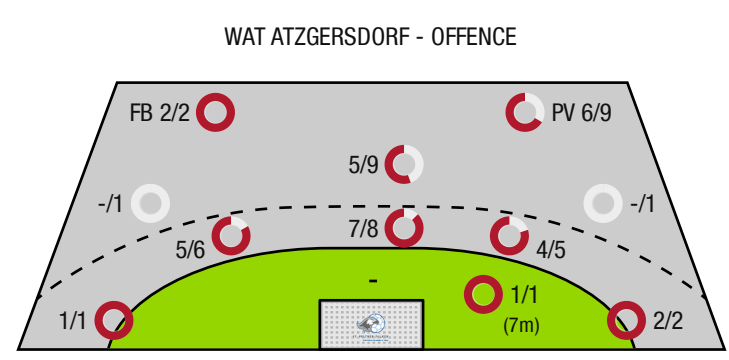 WAT ATZGERSDORF - OFFENCE
FB 2/2
PV 6/9
5/9
-/1
-/1
7/8
5/6
4/5
-
1/1
(7m)
1/1
2/2